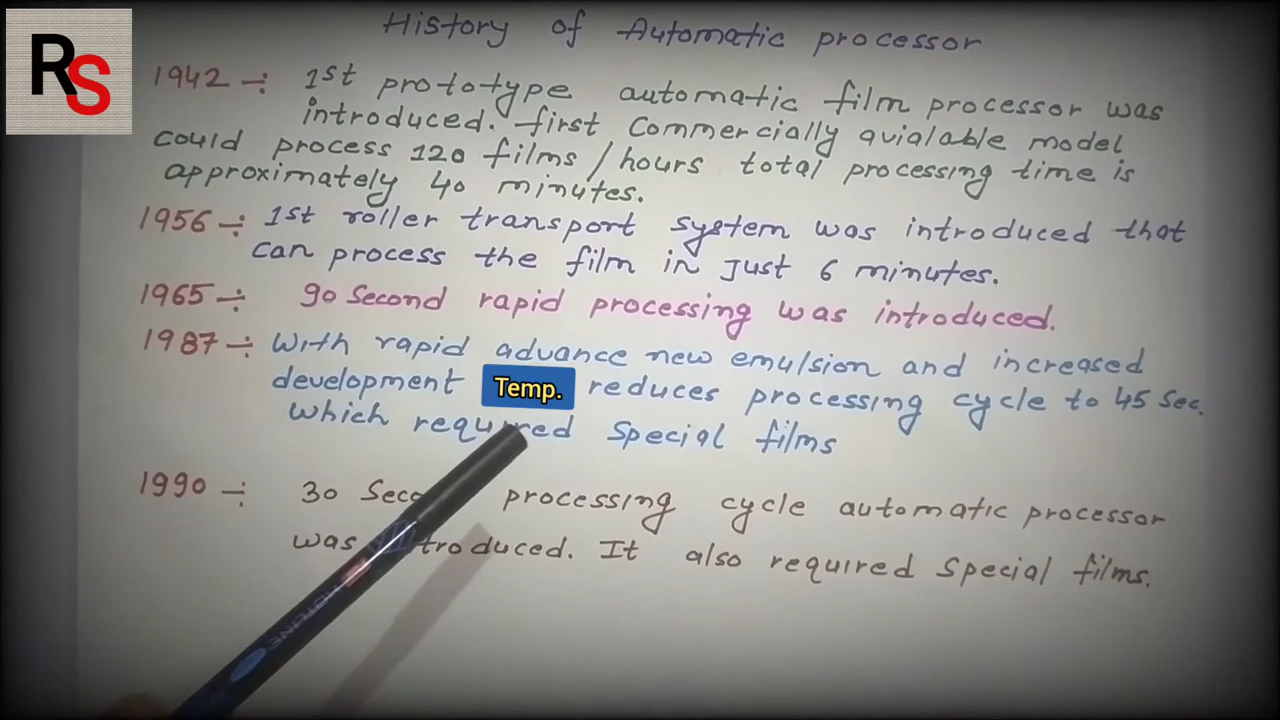 RS
History of Automatic processor
1942 ÷ 1st prototype automatic film processor was
introduced. first Commercially avialable model
could process 120 films / hours total processing time is
approximately 40 minutes.
1956 ÷ 1st roller transport system was introduced that
can process the film in just 6 minutes.
1965 ÷ 90 Second rapid processing was introduced.
1987 ÷ With rapid advance new emulsion and increased
development Temp. reduces processing cycle to 45 Sec.
which required Special films
1990 ÷ 30 processing cycle automatic processor
was It also required Special films.